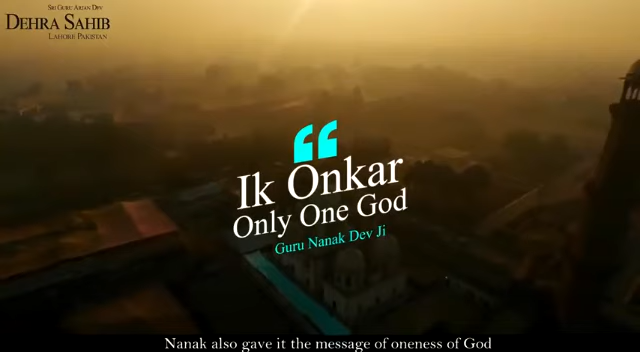 Sri Guru Arjan Dev
Dehra Sahib
Lahore Pakistan
“
Ik Onkar
Only One God
Guru Nanak Dev Ji
Nanak also gave it the message of oneness of God